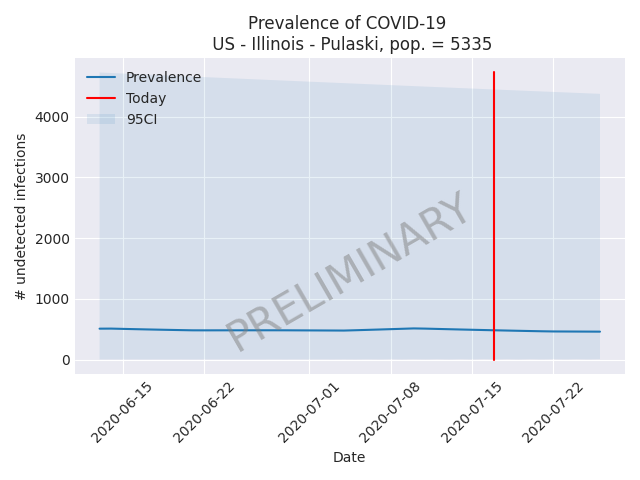 Prevalence of COVID-19
US - Illinois - Pulaski, pop. = 5335
Prevalence
Today
95CI
# undetected infections
4000
3000
2000
1000
0
PRELIMINARY
2020-06-15
2020-06-22
2020-07-01
2020-07-08
2020-07-15
2020-07-22
Date